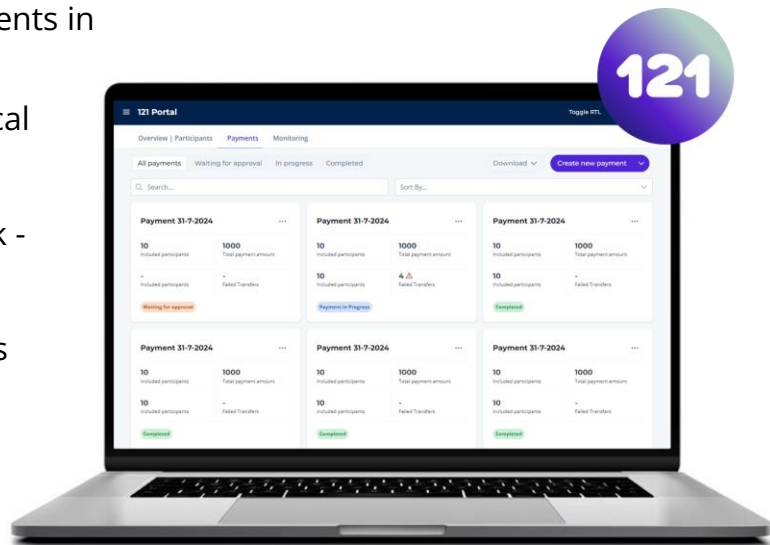 ents in
cal
k -
s
121
121 Portal
Toggle RTL
Overview | Participants Payments Monitoring
All payments Waiting for approval In progress Completed Download Create new payment
Search... Sort By...
Payment 31-7-2024 ... Payment 31-7-2024 ... Payment 31-7-2024 ...
10 1000 10 1000 10 1000
Included participants Total payment amount Included participants Total payment amount Included participants Total payment amount
- - 10 4 10 -
Included participants Failed Transfers Included participants Failed Transfers Included participants Failed Transfers
Waiting for approval Payment in Progress Completed
Payment 31-7-2024 ... Payment 31-7-2024 ... Payment 31-7-2024 ...
10 1000 10 1000 10 1000
Included participants Total payment amount Included participants Total payment amount Included participants Total payment amount
10 - 10 - 10 -
Included participants Failed Transfers Included participants Failed Transfers Included participants Failed Transfers
Completed Completed Completed